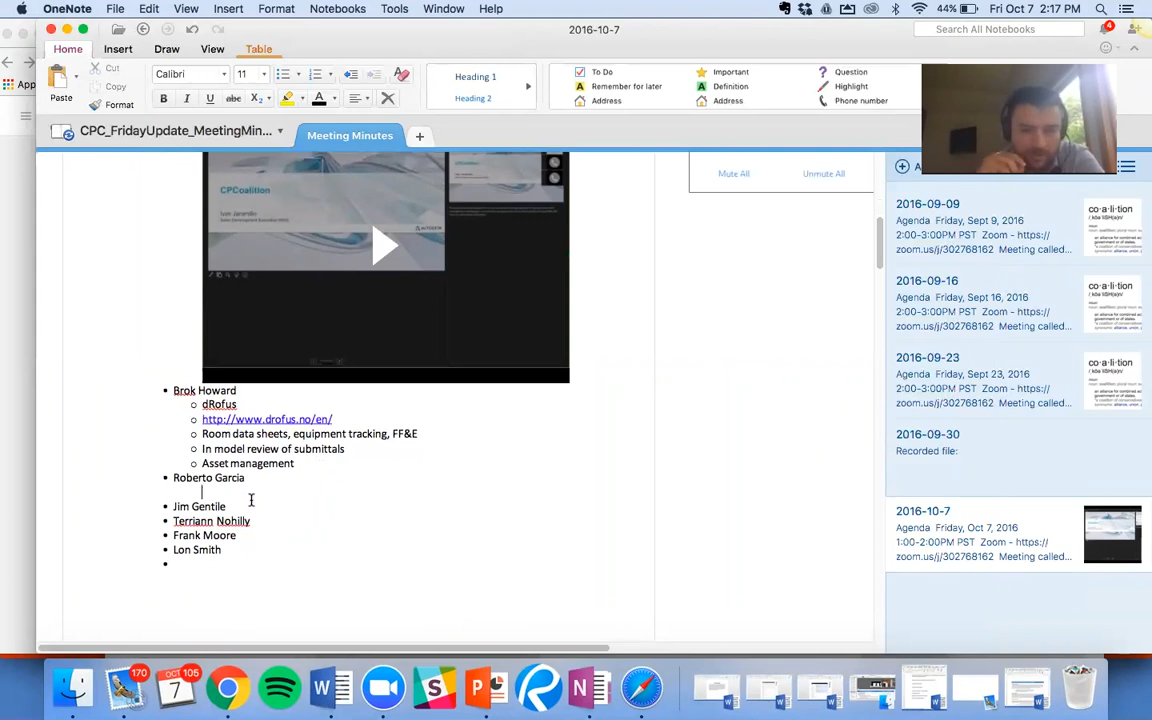 OneNote File Edit View Insert Format Notebooks Tools Window Help 44% Fri Oct 7 2:17 PM
2016-10-7
Search All Notebooks
4
Home Insert Draw View Table
Paste
Cut
Copy
Format
Calibri 11
B I U abc X₂ A
Heading 1
Heading 2
To Do
Remember for later
Address
Important
Definition
Address
Question
Highlight
Phone number
App
CPC_FridayUpdate_MeetingMin...
Meeting Minutes
CPCoalition
AUTODESK
Mute All Unmute All
• Brok Howard
o dRofus
o http://www.drofus.no/en/
o Room data sheets, equipment tracking, FF&E
o In model review of submittals
o Asset management
• Roberto Garcia
• Jim Gentile
• Terriann Nohilly
• Frank Moore
• Lon Smith
2016-09-09
Agenda Friday, Sept 9, 2016
2:00-3:00PM PST Zoom - https://
zoom.us/j/302768162 Meeting called...
co·a·li·tion
2016-09-16
Agenda Friday, Sept 16, 2016
2:00-3:00PM PST Zoom - https://
zoom.us/j/302768162 Meeting called...
co·a·li·tion
2016-09-23
Agenda Friday, Sept 23, 2016
2:00-3:00PM PST Zoom - https://
zoom.us/j/302768162 Meeting called...
co·a·li·tion
2016-09-30
Recorded file:
2016-10-7
Agenda Friday, Oct 7, 2016
1:00-2:00PM PST Zoom - https://
zoom.us/j/302768162 Meeting called...
170
OCT 105
7